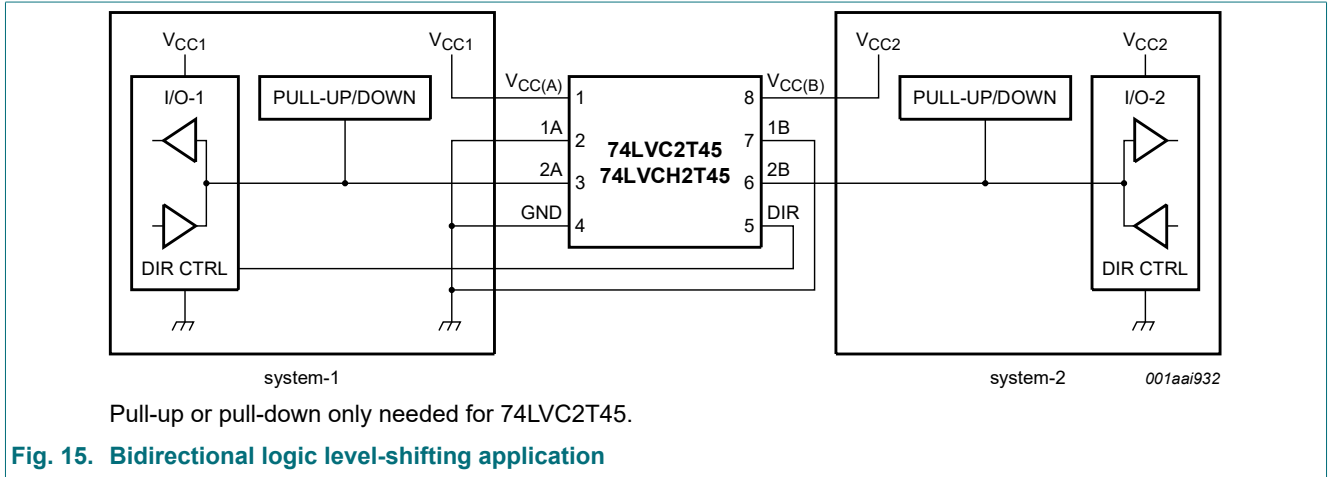 VCC1
VCC1
VCC2
VCC2
I/O-1
PULL-UP/DOWN
DIR CTRL
VCC(A)
1
1A
2
2A
3
GND
4
74LVC2T45
74LVCH2T45
VCC(B)
8
1B
7
2B
6
DIR
5
PULL-UP/DOWN
I/O-2
DIR CTRL
system-1
system-2
001aai932
Pull-up or pull-down only needed for 74LVC2T45.
Fig. 15. Bidirectional logic level-shifting application